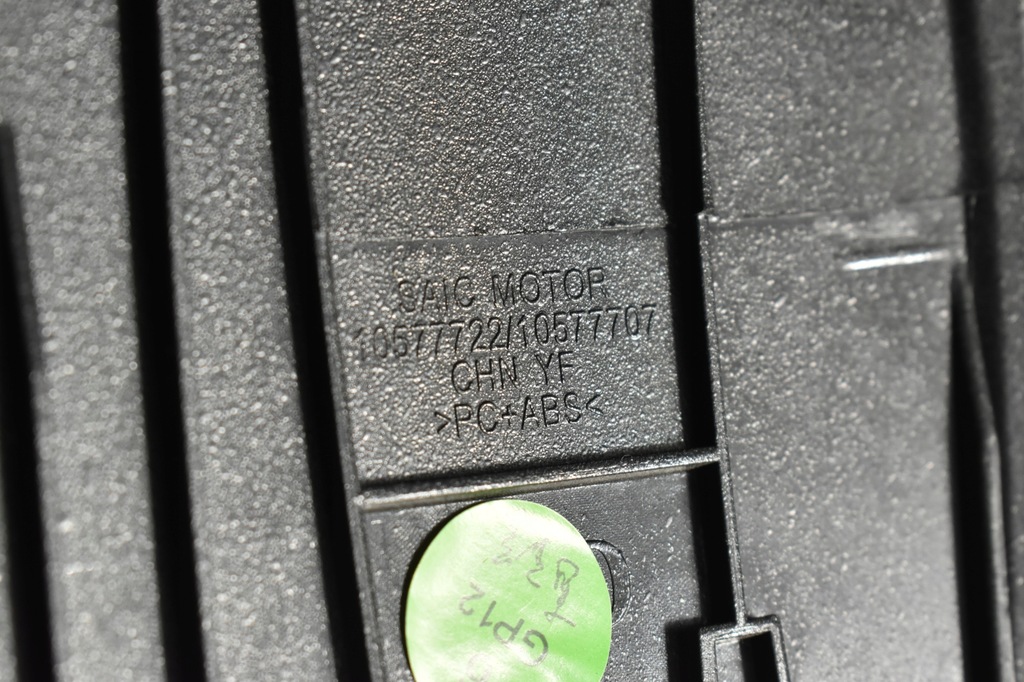 SAIC MOTOR
10577722/10577707
CHN YF
>PC+ABS<
GP12